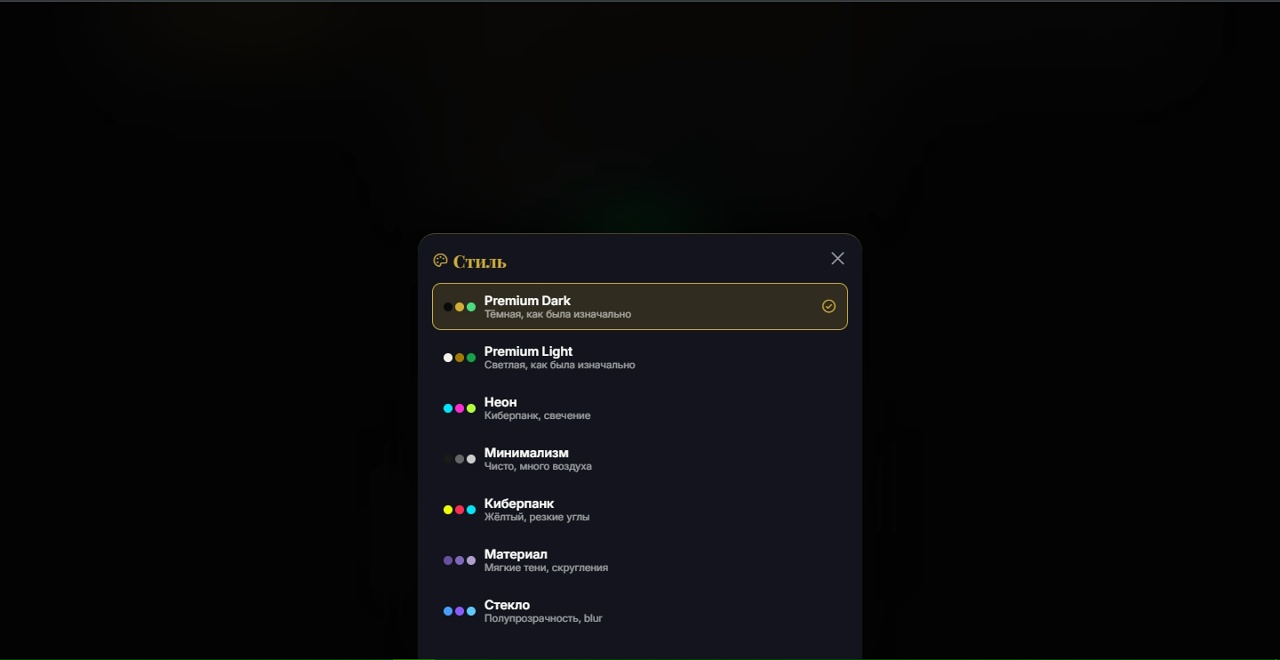 Стиль
Premium Dark
Тёмная, как была изначально
Premium Light
Светлая, как была изначально
Неон
Киберпанк, свечение
Минимализм
Чисто, много воздуха
Киберпанк
Жёлтый, резкие углы
Материал
Мягкие тени, скругления
Стекло
Полупрозрачность, blur